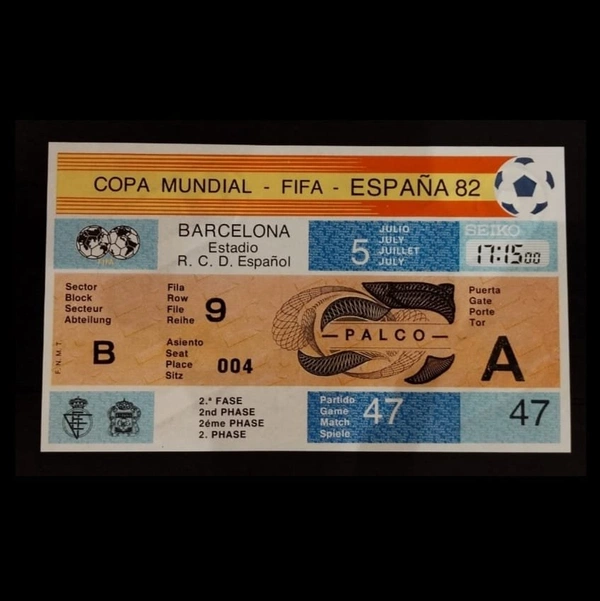 COPA MUNDIAL - FIFA - ESPAÑA 82
FIFA
BARCELONA
Estadio
R. C. D. Español
5
JULIO
JULY
JUILLET
JULY
SEIKO
17:15 00
Sector
Block
Secteur
Abteilung
B
Fila
Row
File
Reihe
9
Asiento
Seat
Place
Sitz
004
PALCO
Puerta
Gate
Porte
Tor
A
F.N.M.T.
2.ª FASE
2nd PHASE
2éme PHASE
2. PHASE
Partido
Game
Match
Spiele
47
47